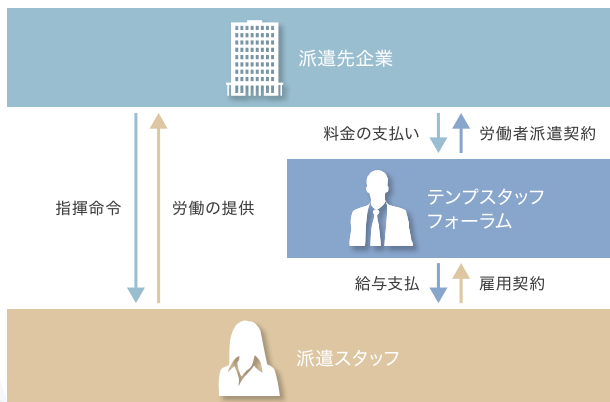 派遣先企業
料金の支払い
労働者派遣契約
指揮命令
労働の提供
テンプスタッフ
フォーラム
給与支払
雇用契約
派遣スタッフ